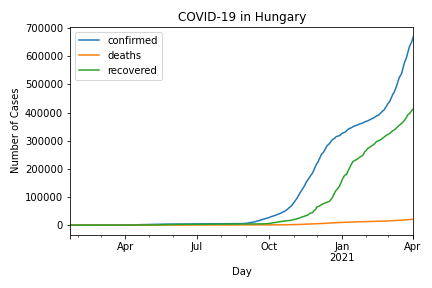 COVID-19 in Hungary
700000
600000
500000
400000
300000
200000
100000
0
Number of Cases
confirmed
deaths
recovered
Apr Jul Oct Jan Apr
2021
Day